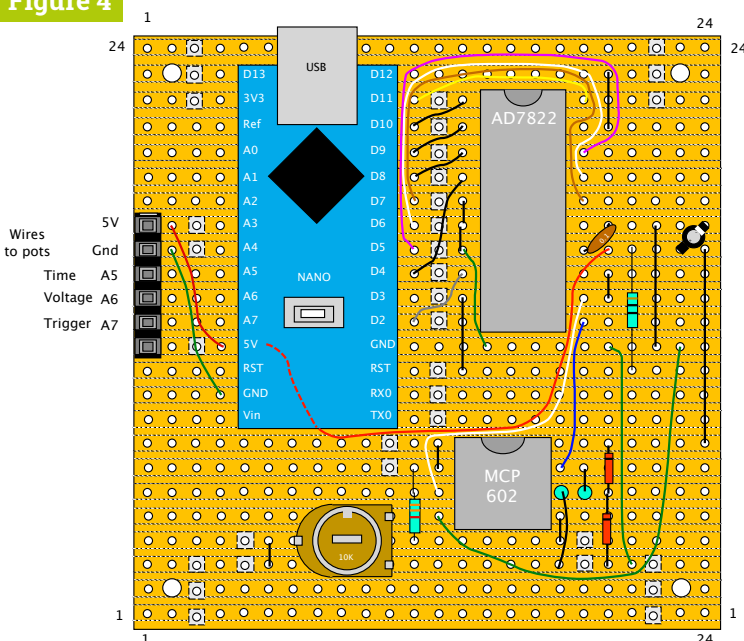 Figure 4
1
24
24
24
USB
D13
D12
3V3
D11
Ref
D10
A0
D9
A1
D8
A2
D7
A3
D6
A4
D5
A5
D4
A6
D3
A7
D2
5V
GND
RST
RST
GND
RX0
Vin
TX0
NANO
AD7822
Wires
to pots
5V
Gnd
Time A5
Voltage A6
Trigger A7
MCP
602
10K
1
1
1
24